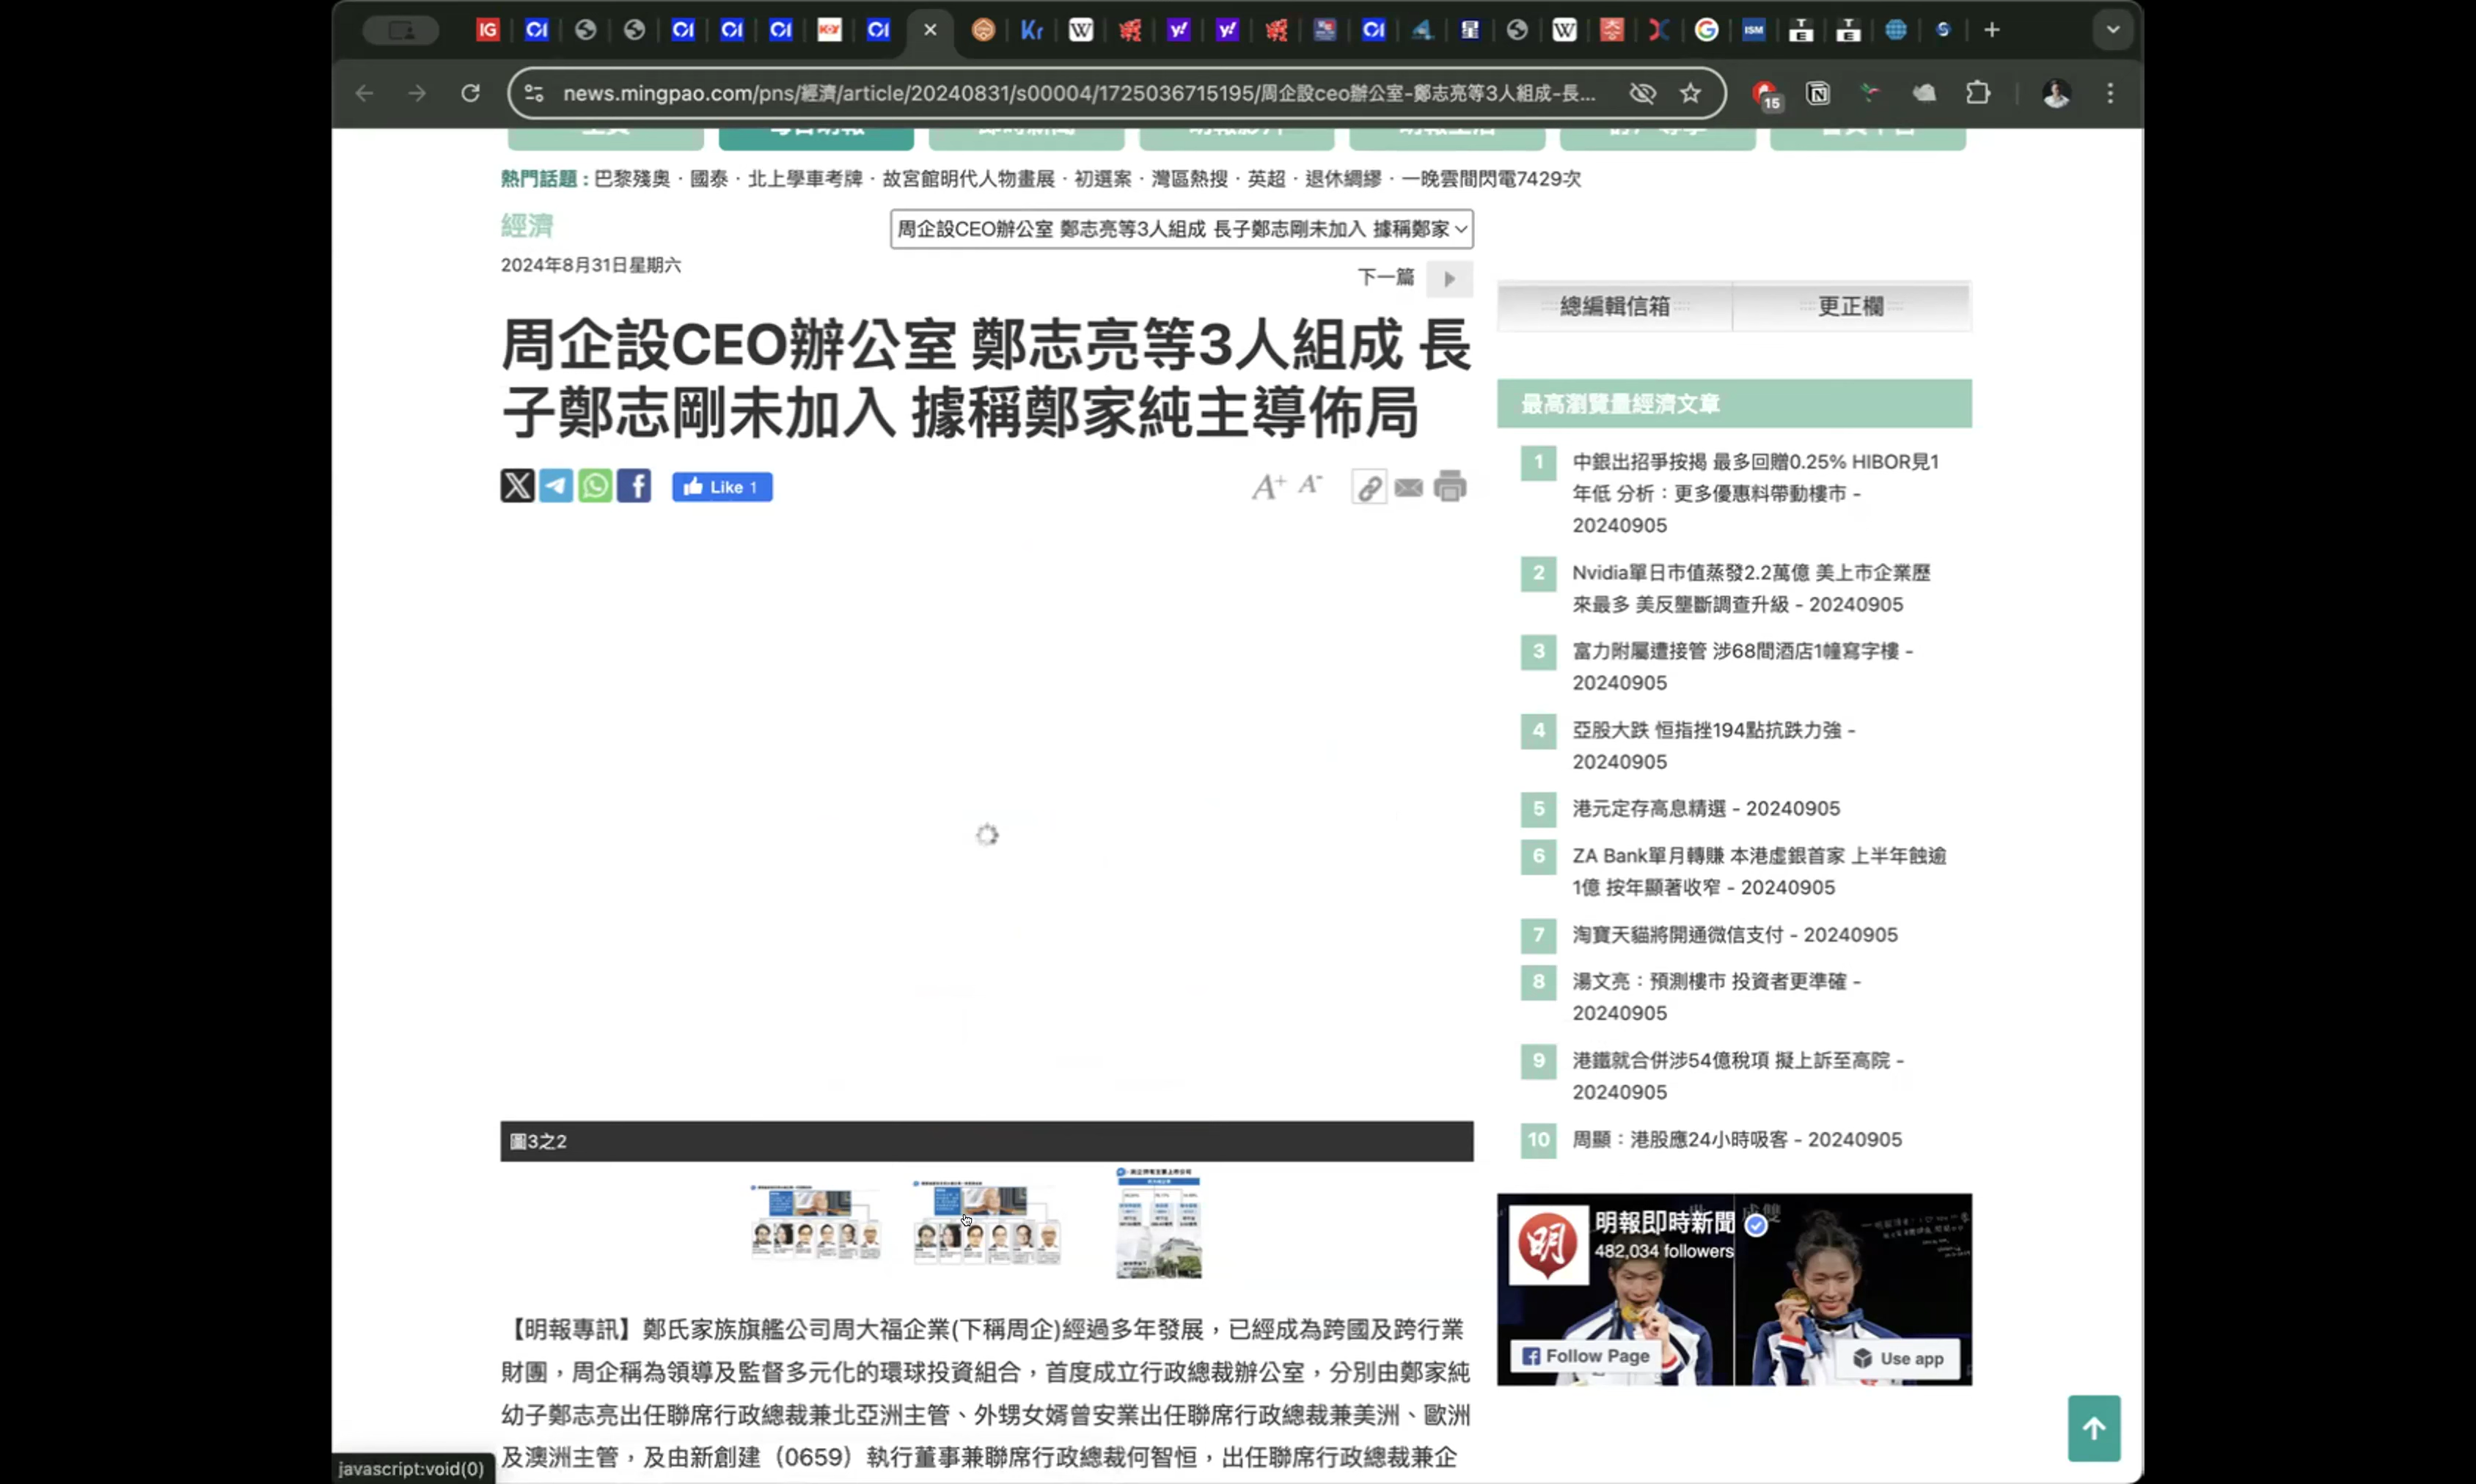 IG
Kr
W
y!
y!
W
G
ISM
TE
TE
news.mingpao.com/pns/經濟/article/20240831/s00004/1725036715195/周企設ceo辦公室-鄭志亮等3人組成-長...
15
熱門話題：巴黎殘奧 · 國泰 · 北上學車考牌 · 故宮館明代人物畫展 · 初選案 · 灣區熱搜 · 英超 · 退休綢繆 · 一晚雲間閃電7429次
經濟
周企設CEO辦公室 鄭志亮等3人組成 長子鄭志剛未加入 據稱鄭家
2024年8月31日星期六
下一篇
周企設CEO辦公室 鄭志亮等3人組成 長
子鄭志剛未加入 據稱鄭家純主導佈局
Like 1
A+ A-
圖3之2
【明報專訊】鄭氏家族旗艦公司周大福企業(下稱周企)經過多年發展，已經成為跨國及跨行業
財團，周企稱為領導及監督多元化的環球投資組合，首度成立行政總裁辦公室，分別由鄭家純
幼子鄭志亮出任聯席行政總裁兼北亞洲主管、外甥女婿曾安業出任聯席行政總裁兼美洲、歐洲
及澳洲主管，及由新創建（0659）執行董事兼聯席行政總裁何智恒，出任聯席行政總裁兼企
總編輯信箱
更正欄
最高瀏覽量經濟文章
1 中銀出招爭按揭 最多回贈0.25% HIBOR見1
年低 分析：更多優惠料帶動樓市 -
20240905
2 Nvidia單日市值蒸發2.2萬億 美上市企業歷
來最多 美反壟斷調查升級 - 20240905
3 富力附屬遭接管 涉68間酒店1幢寫字樓 -
20240905
4 亞股大跌 恒指挫194點抗跌力強 -
20240905
5 港元定存高息精選 - 20240905
6 ZA Bank單月轉賺 本港虛銀首家 上半年蝕逾
1億 按年顯著收窄 - 20240905
7 淘寶天貓將開通微信支付 - 20240905
8 湯文亮：預測樓市 投資者更準確 -
20240905
9 港鐵就合併涉54億稅項 擬上訴至高院 -
20240905
10 周顯：港股應24小時吸客 - 20240905
明
明報即時新聞
482,034 followers
Follow Page
Use app
javascript:void(0)